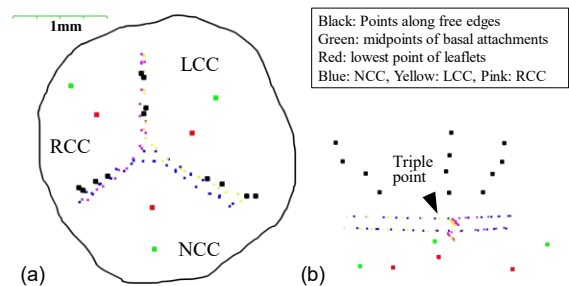 1mm
LCC
RCC
NCC
(a)
Black: Points along free edges
Green: midpoints of basal attachments
Red: lowest point of leaflets
Blue: NCC, Yellow: LCC, Pink: RCC
Triple
point
(b)